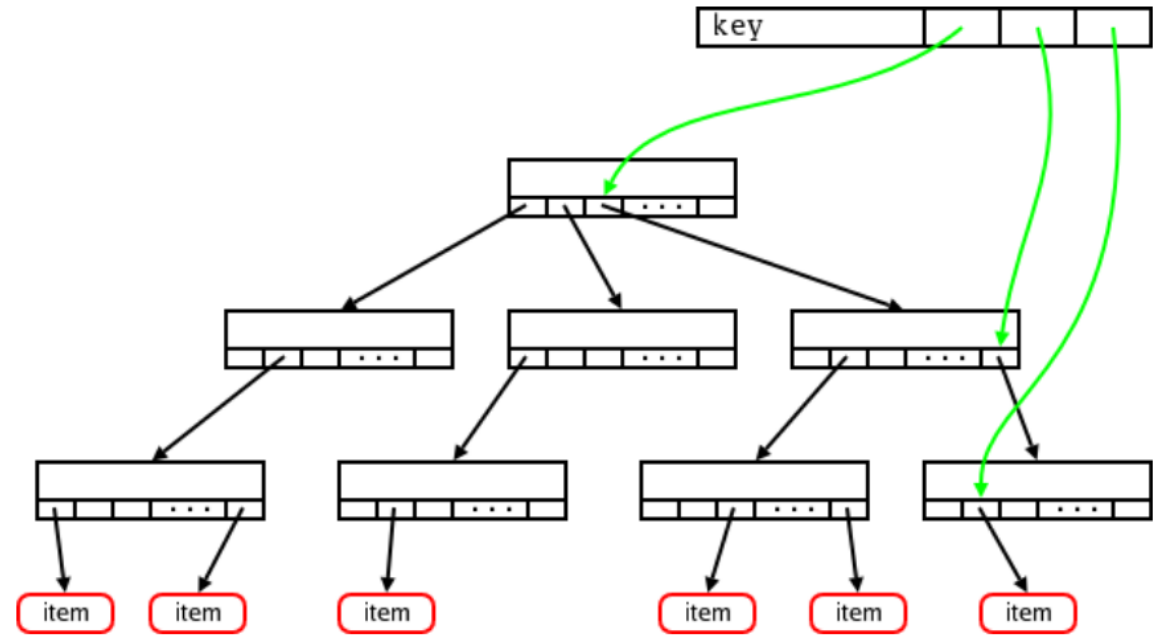 key
. . .
. . .
. . .
. . .
. . .
. . .
. . .
. . .
item
item
item
item
item
item